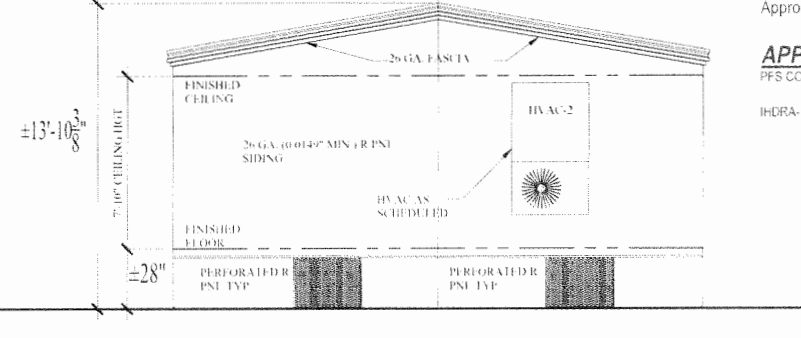 Appro
26 GA. FASCIA
APP
PFS CO
FINISHED
CEILING
HVAC-2
IHDRA-
±13'-10 3/8"
26 GA. (0.0149" MIN.) R PNL
SIDING
7'-10" CEILING HGT
HVAC AS
SCHEDULED
FINISHED
FLOOR
±28"
PERFORATED R
PNL TYP
PERFORATED R
PNL TYP